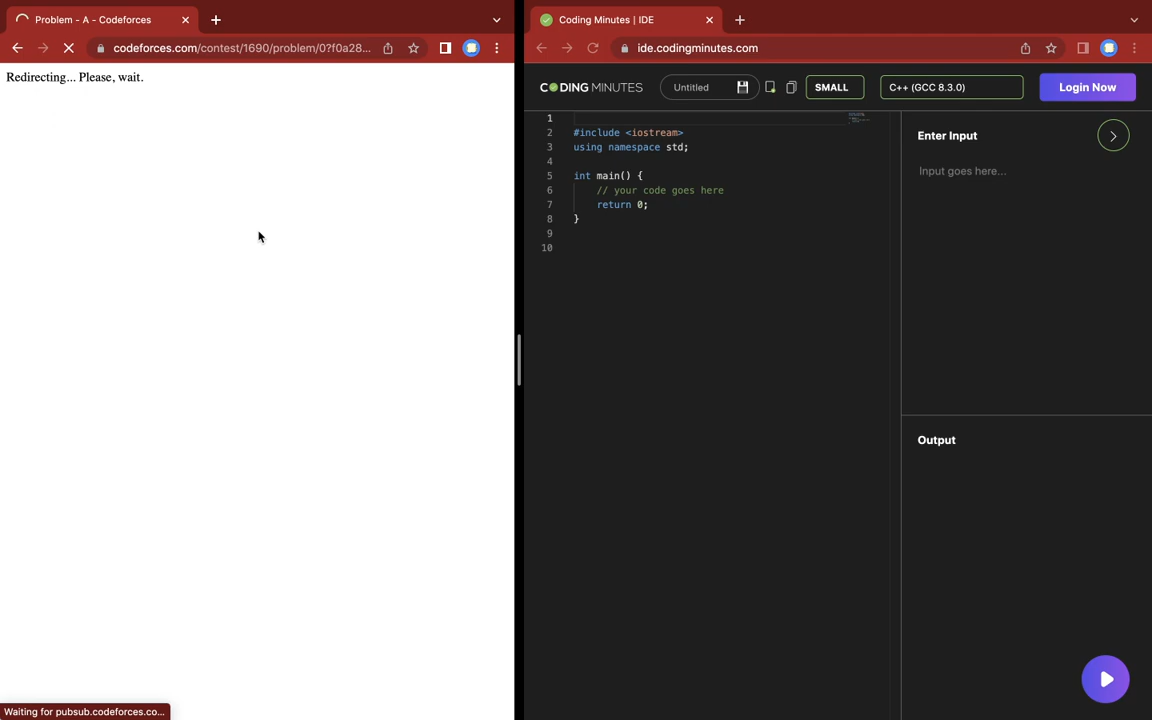 Problem - A - Codeforces
codeforces.com/contest/1690/problem/0?f0a28...
Redirecting... Please, wait.
Waiting for pubsub.codeforces.co...
Coding Minutes | IDE
ide.codingminutes.com
CODING MINUTES
Untitled
SMALL
C++ (GCC 8.3.0)
Login Now
1
2 #include <iostream>
3 using namespace std;
4
5 int main() {
6 // your code goes here
7 return 0;
8 }
9
10
Enter Input
Input goes here...
Output